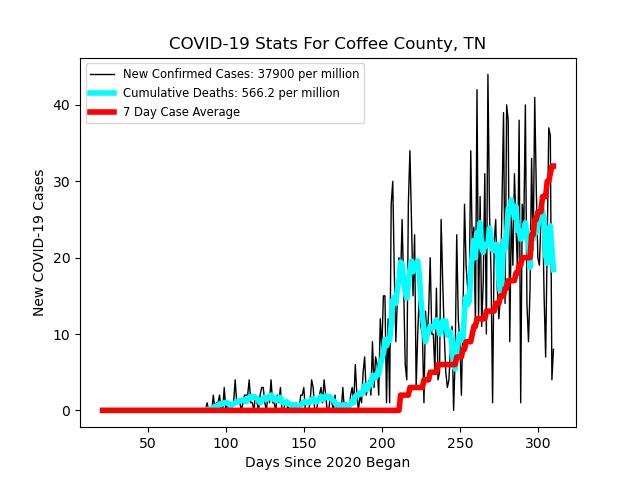 COVID-19 Stats For Coffee County, TN
New Confirmed Cases: 37900 per million
Cumulative Deaths: 566.2 per million
7 Day Case Average
New COVID-19 Cases
40
30
20
10
0
50 100 150 200 250 300
Days Since 2020 Began